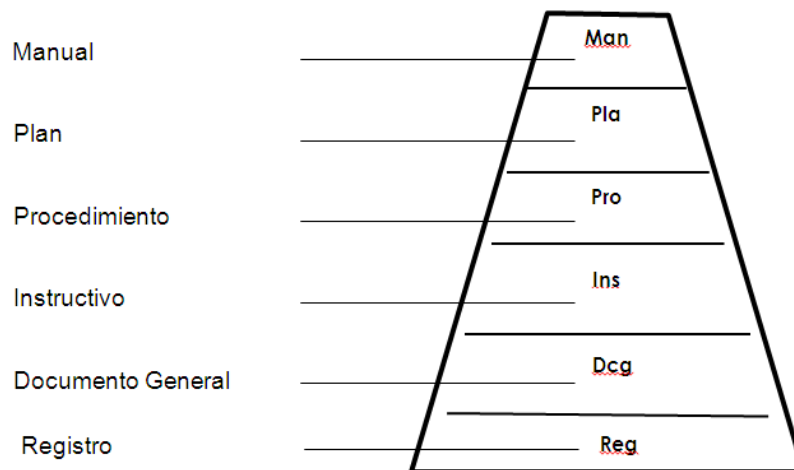 Manual Man
Plan Pla
Procedimiento Pro
Instructivo Ins
Documento General Dcg
Registro Reg